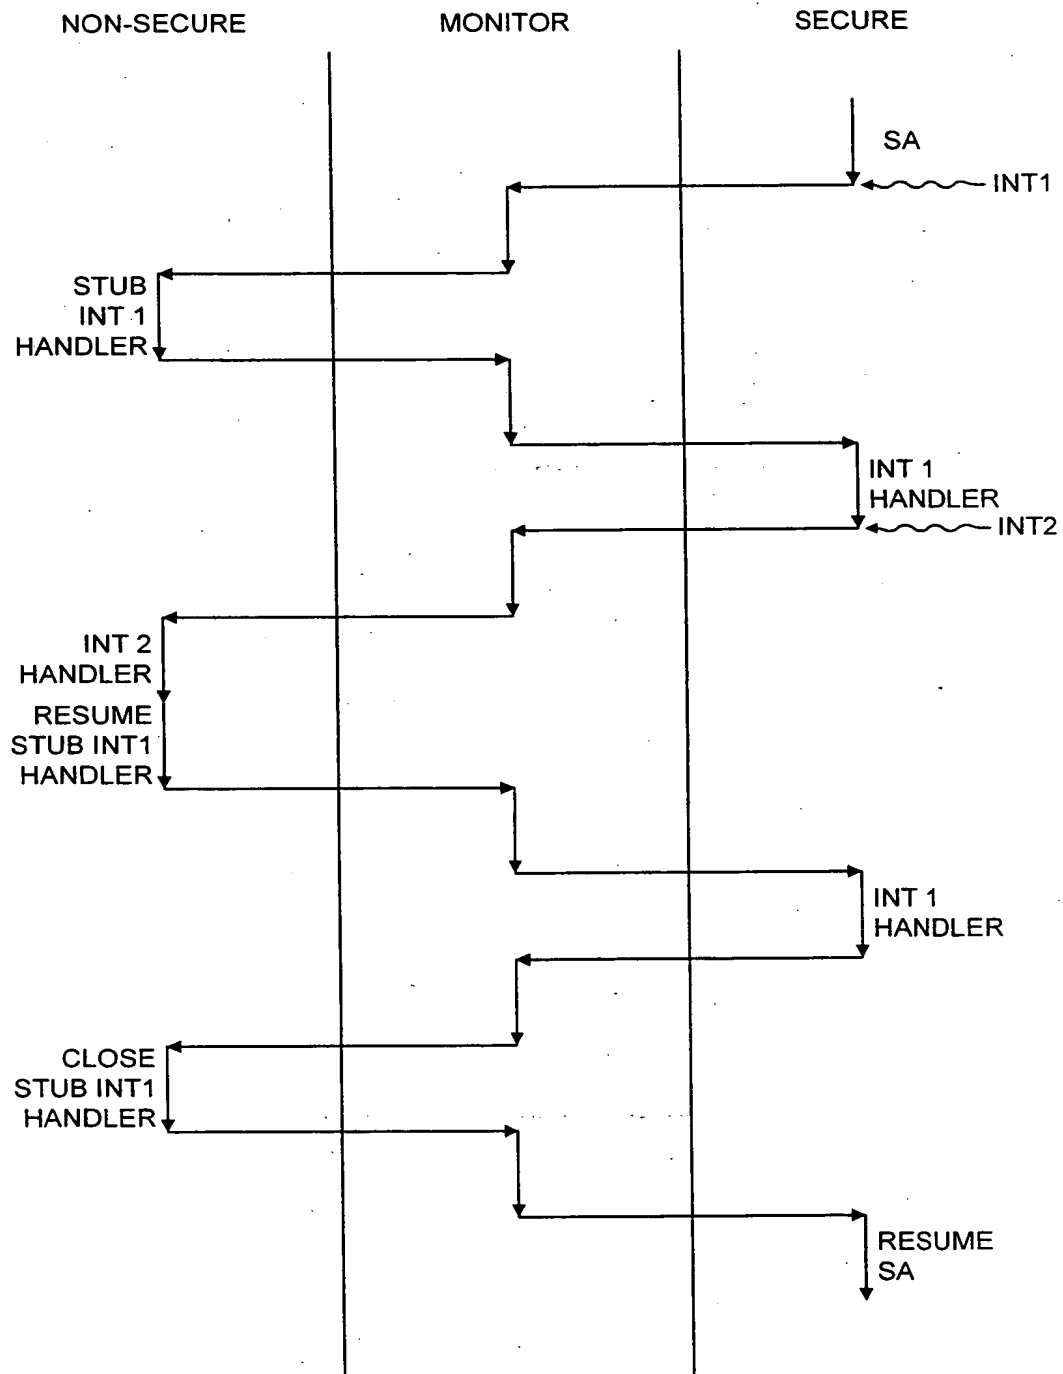 NON-SECURE
MONITOR
SECURE
SA
INT1
STUB
INT 1
HANDLER
INT 1
HANDLER
INT2
INT 2
HANDLER
RESUME
STUB INT1
HANDLER
INT 1
HANDLER
CLOSE
STUB INT1
HANDLER
RESUME
SA